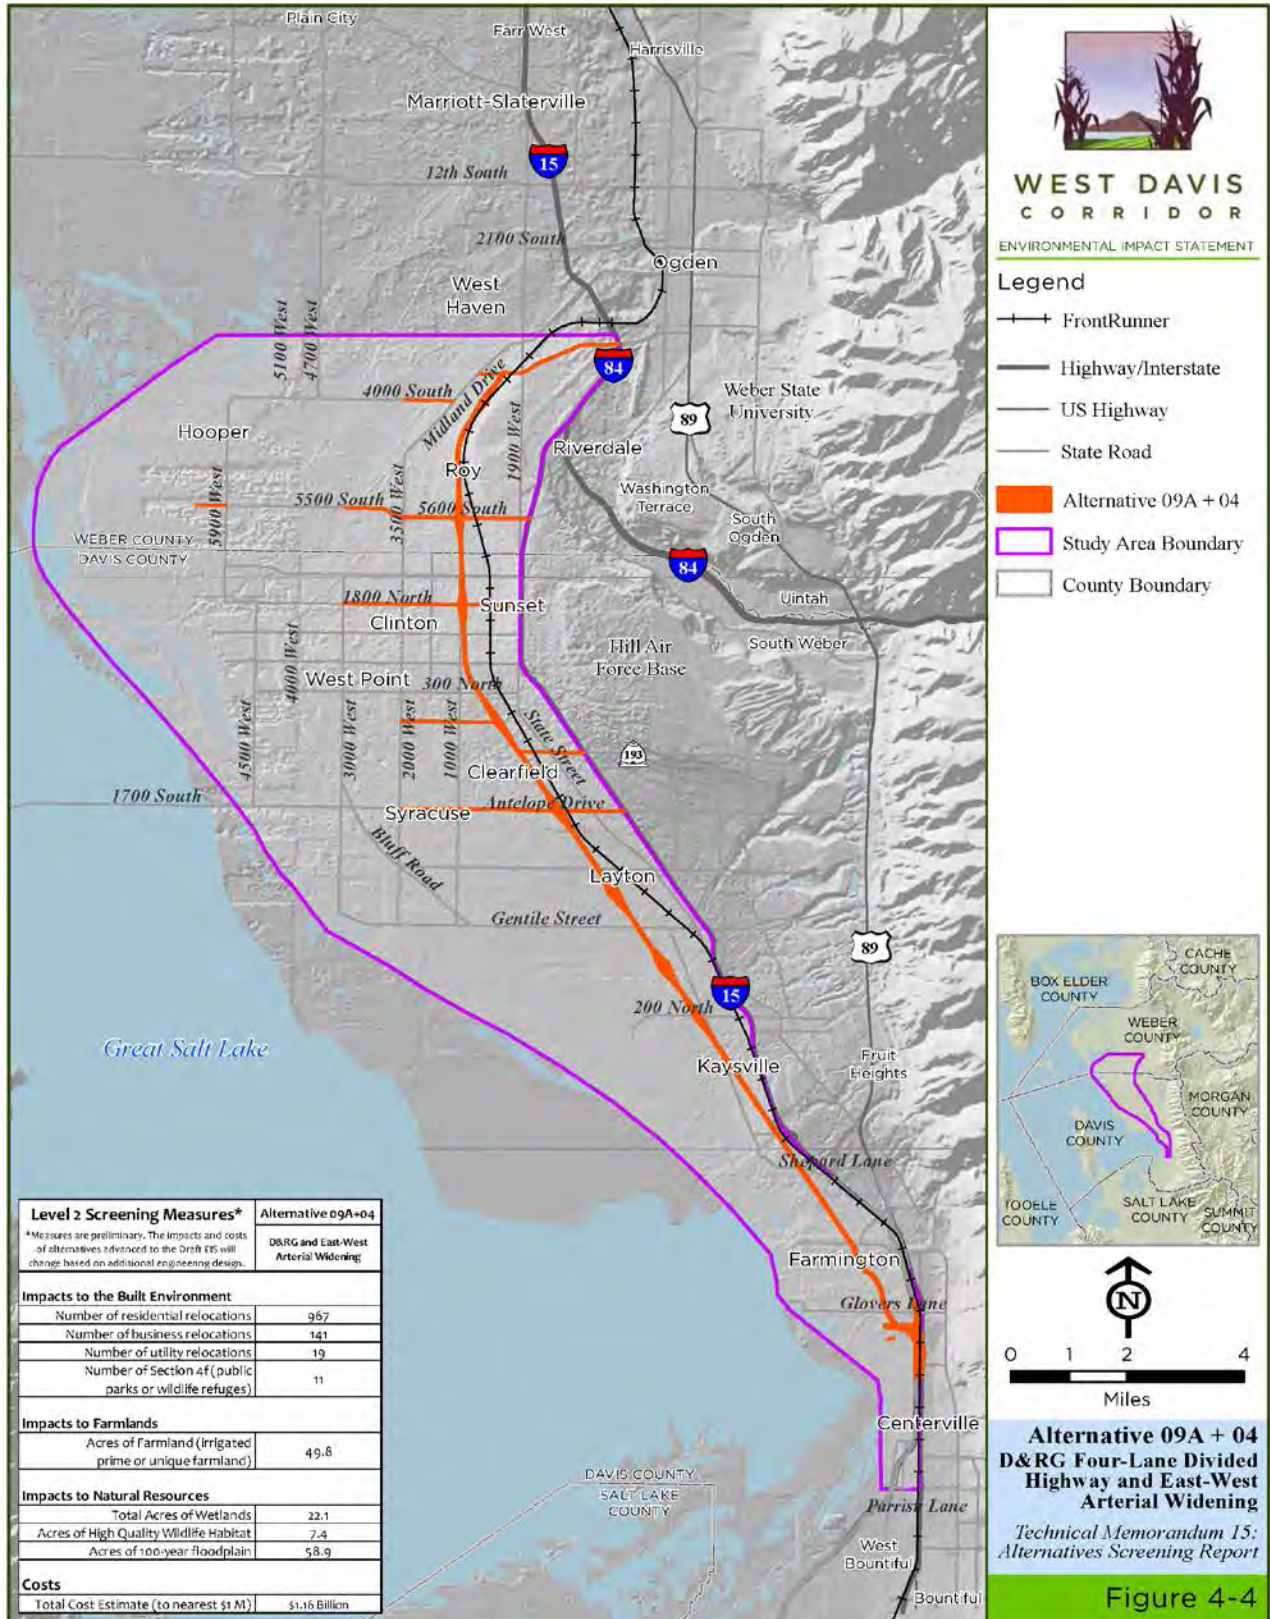 Plain City
Farr West
Harrisville
Marriott-Slaterville
15
12th South
2100 South
Ogden
West
Haven
5100 West
4700 West
84
4000 South
Midland Drive
Weber State
University
89
Hooper
1900 West
Riverdale
Roy
Washington
Terrace
5900 West
5500 South
3500 West
5600 South
South
Ogden
WEBER COUNTY
DAVIS COUNTY
84
1800 North
Sunset
Uintah
Clinton
South Weber
Hill Air
Force Base
4000 West
West Point
300 North
4500 West
3000 West
2000 West
1000 West
State Street
193
Clearfield
1700 South
Antelope Drive
Syracuse
Bluff Road
Layton
Gentile Street
89
15
200 North
Great Salt Lake
Kaysville
Fruit
Heights
Shepard Lane
Farmington
Glovers Lane
Centerville
DAVIS COUNTY
SALT LAKE
COUNTY
Parrish Lane
West
Bountiful
Bountiful
Level 2 Screening Measures*
Alternative 09A+04
*Measures are preliminary. The impacts and costs
of alternatives advanced to the Draft EIS will
change based on additional engineering design.
D&RG and East-West
Arterial Widening
Impacts to the Built Environment
Number of residential relocations 967
Number of business relocations 141
Number of utility relocations 19
Number of Section 4f (public
parks or wildlife refuges) 11
Impacts to Farmlands
Acres of Farmland (irrigated
prime or unique farmland) 49.8
Impacts to Natural Resources
Total Acres of Wetlands 22.1
Acres of High Quality Wildlife Habitat 7.4
Acres of 100-year floodplain 58.9
Costs
Total Cost Estimate (to nearest $1 M) $1.16 Billion
WEST DAVIS
CORRIDOR
ENVIRONMENTAL IMPACT STATEMENT
Legend
FrontRunner
Highway/Interstate
US Highway
State Road
Alternative 09A + 04
Study Area Boundary
County Boundary
CACHE
COUNTY
BOX ELDER
COUNTY
WEBER
COUNTY
MORGAN
COUNTY
DAVIS
COUNTY
TOOELE
COUNTY
SALT LAKE
COUNTY
SUMMIT
COUNTY
N
0 1 2 4
Miles
Alternative 09A + 04
D&RG Four-Lane Divided
Highway and East-West
Arterial Widening
Technical Memorandum 15:
Alternatives Screening Report
Figure 4-4